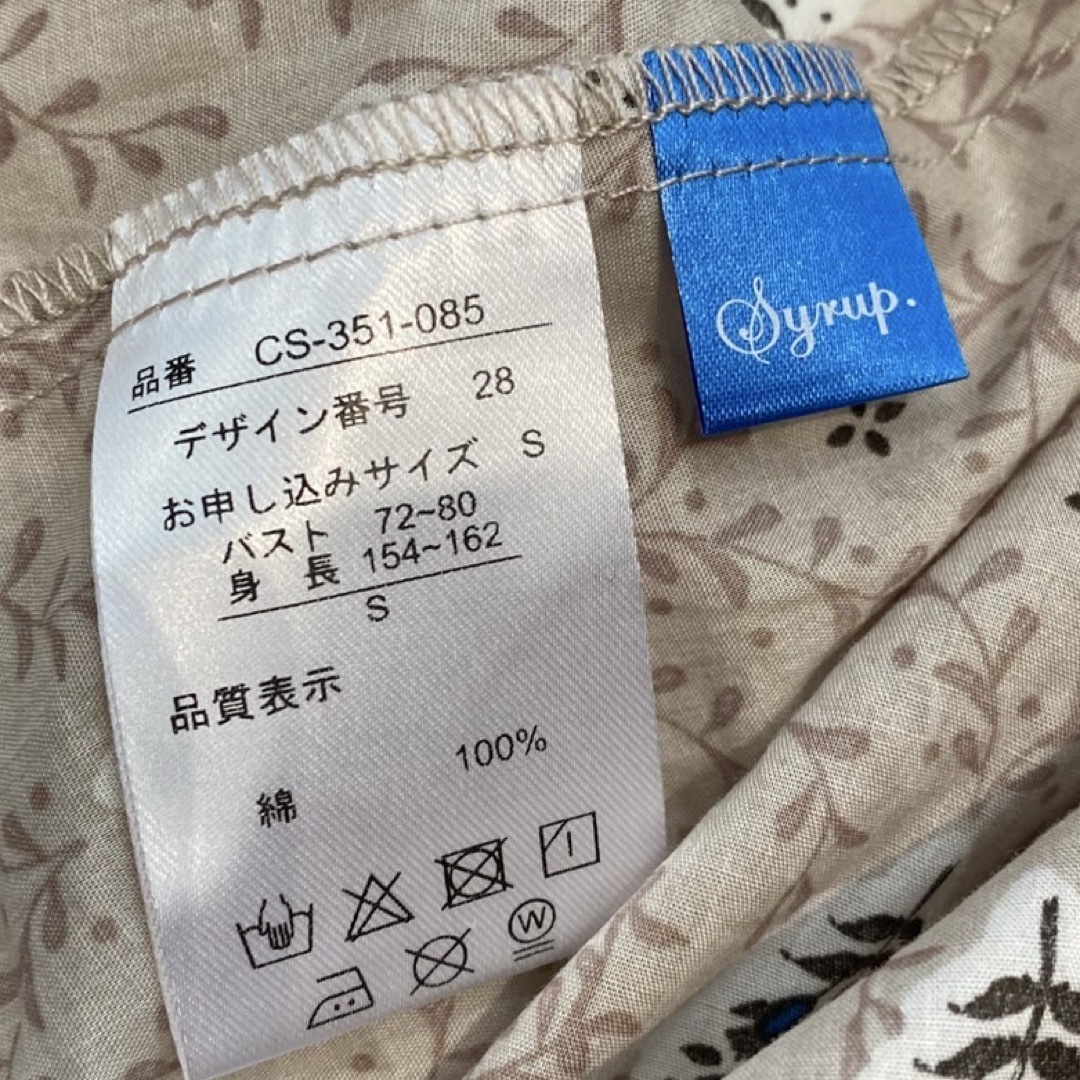 品番 CS-351-085
デザイン番号 28
お申し込みサイズ S
バスト 72~80
身長 154~162
S
品質表示
綿 100%
W
Syrup.